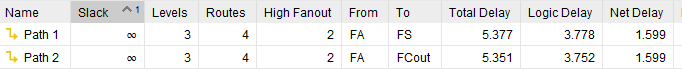 Name Slack ^1 Levels Routes High Fanout From To Total Delay Logic Delay Net Delay
Path 1 ∞ 3 4 2 FA FS 5.377 3.778 1.599
Path 2 ∞ 3 4 2 FA FCout 5.351 3.752 1.599